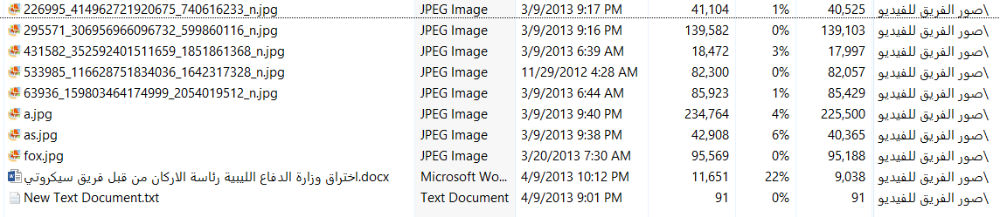 226995_414962721920675_740616233_n.jpg JPEG Image 3/9/2013 9:17 PM 41,104 1% 40,525 صور الفريق للفيديو\
295571_306956966096732_599860116_n.jpg JPEG Image 3/9/2013 9:16 PM 139,582 0% 139,103 صور الفريق للفيديو\
431582_352592401511659_1851861368_n.jpg JPEG Image 3/9/2013 6:39 AM 18,472 3% 17,997 صور الفريق للفيديو\
533985_116628751834036_1642317328_n.jpg JPEG Image 11/29/2012 4:28 AM 82,300 0% 82,057 صور الفريق للفيديو\
63936_159803464174999_2054019512_n.jpg JPEG Image 3/9/2013 6:44 AM 85,923 1% 85,429 صور الفريق للفيديو\
a.jpg JPEG Image 3/9/2013 9:40 PM 234,764 4% 225,500 صور الفريق للفيديو\
as.jpg JPEG Image 3/9/2013 9:38 PM 42,908 6% 40,365 صور الفريق للفيديو\
fox.jpg JPEG Image 3/20/2013 7:30 AM 95,569 0% 95,188 صور الفريق للفيديو\
اختراق وزارة الدفاع الليبية رئاسة الاركان من قبل فريق سيكروتي.docx Microsoft Wo... 4/9/2013 10:12 PM 11,651 22% 9,038 صور الفريق للفيديو\
New Text Document.txt Text Document 4/9/2013 9:01 PM 91 0% 91 صور الفريق للفيديو\